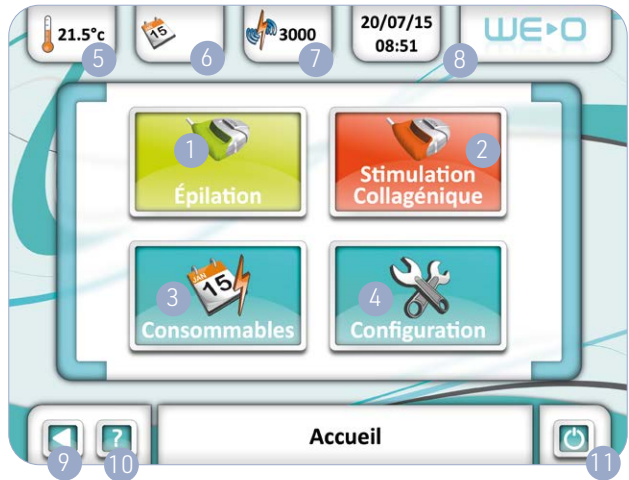 21.5°c
5
15
6
3000
7
20/07/15
08:51
8
WE▸O
1
Épilation
2
Stimulation
Collagénique
JAN
15
3
Consommables
4
Configuration
9
?
10
Accueil
11